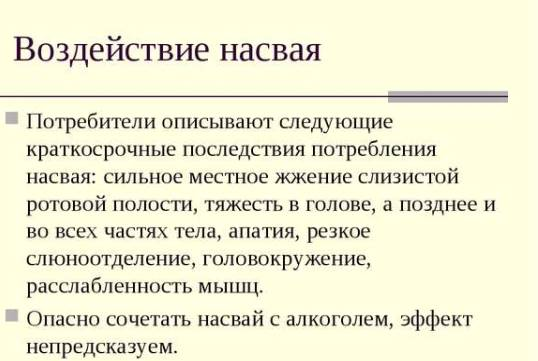 Воздействие насвая
Потребители описывают следующие
краткосрочные последствия потребления
насвая: сильное местное жжение слизистой
ротовой полости, тяжесть в голове, а позднее и
во всех частях тела, апатия, резкое
слюноотделение, головокружение,
расслабленность мышц.
Опасно сочетать насвай с алкоголем, эффект
непредсказуем.